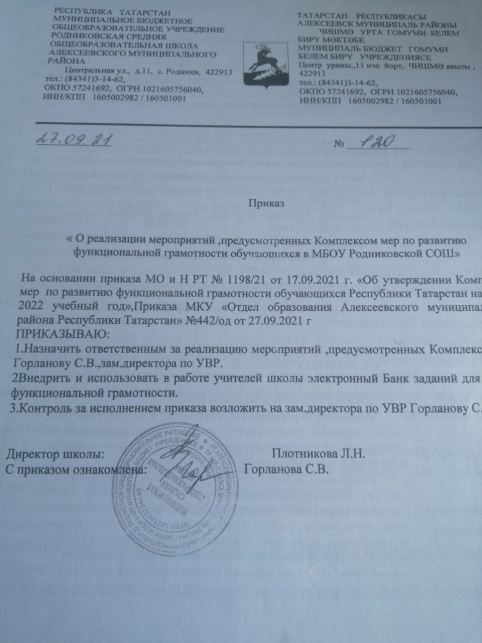 РЕСПУБЛИКА ТАТАРСТАН
МУНИЦИПАЛЬНОЕ БЮДЖЕТНОЕ
ОБЩЕОБРАЗОВАТЕЛЬНОЕ УЧРЕЖДЕНИЕ
РОДНИКОВСКАЯ СРЕДНЯЯ
ОБЩЕОБРАЗОВАТЕЛЬНАЯ ШКОЛА
АЛЕКСЕЕВСКОГО МУНИЦИПАЛЬНОГО
РАЙОНА
Центральная ул., д.11, с. Родники, 422913
тел.: (84341)3-14-62,
ОКПО 57241692, ОГРН 1021605756040,
ИНН/КПП 1605002982 / 160501001
ТАТАРСТАН РЕСПУБЛИКАСЫ
АЛЕКСЕЕВСК МУНИЦИПАЛЬ РАЙОНЫ
ЧИШМӘ УРТА ГОМУМИ БЕЛЕМ
БИРҮ МӘКТӘБЕ
МУНИЦИПАЛЬ БЮДЖЕТ ГОМУМИ
БЕЛЕМ БИРҮ УЧРЕЖДЕНИЯСЕ
Центр урамы.,11 нче йорт, ЧИШМӘ авылы ,
422913
тел.: (84341)3-14-62,
ОКПО 57241692, ОГРН 1021605756040,
ИНН/КПП 1605002982 / 160501001
27.09 21
№ 120
Приказ
« О реализации мероприятий ,предусмотренных Комплексом мер по развитию
функциональной грамотности обучающихся в МБОУ Родниковской СОШ»
На основании приказа МО и Н РТ № 1198/21 от 17.09.2021 г. «Об утверждении Комп
мер по развитию функциональной грамотности обучающихся Республики Татарстан на
2022 учебный год»,Приказа МКУ «Отдел образования Алексеевского муниципа
района Республики Татарстан» №442/од от 27.09.2021 г
ПРИКАЗЫВАЮ:
1.Назначить ответственным за реализацию мероприятий ,предусмотренных Комплекс
Горланову С.В.,зам.директора по УВР.
2Внедрить и использовать в работе учителей школы электронный Банк заданий для
функциональной грамотности.
3.Контроль за исполнением приказа возложить на зам.директора по УВР Горланову С.
Директор школы: Плотникова Л.Н.
С приказом ознакомлена: Горланова С.В.